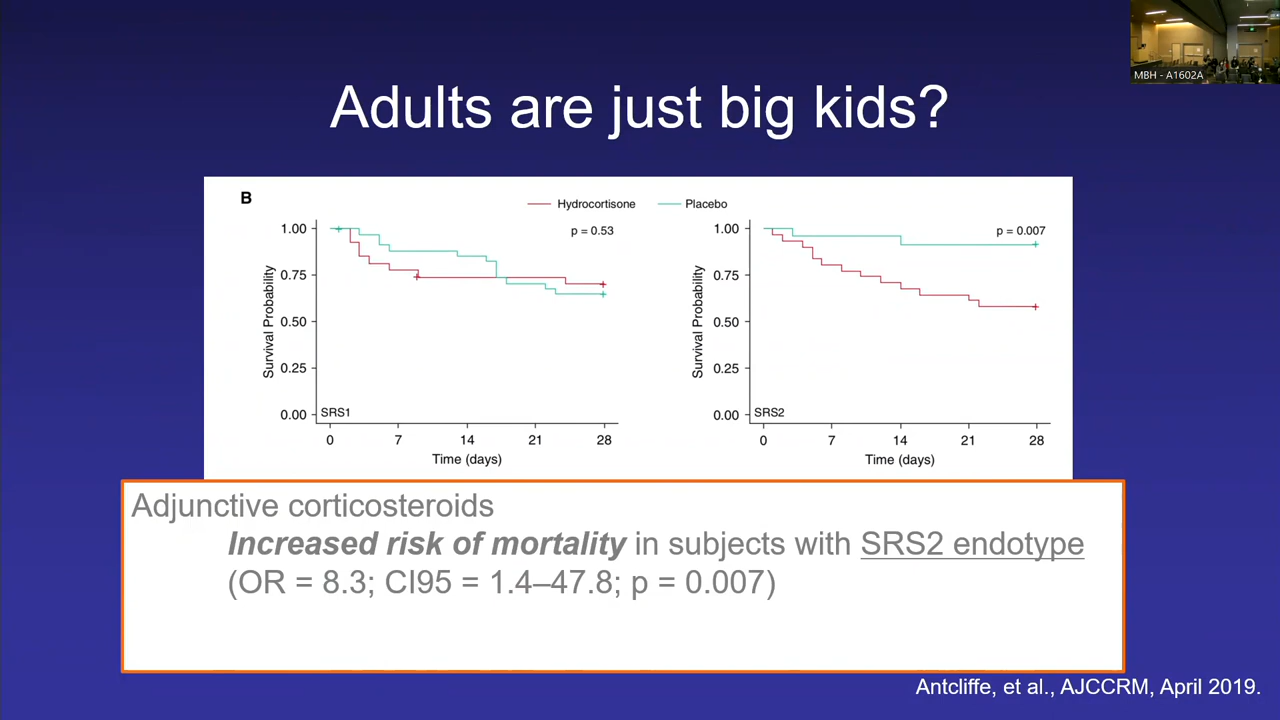 MBH - A1602A
Adults are just big kids?
B
Hydrocortisone
Placebo
1.00
0.75
0.50
0.25
0.00
Survival Probability
p = 0.53
SRS1
0
7
14
21
28
Time (days)
1.00
0.75
0.50
0.25
0.00
Survival Probability
p = 0.007
SRS2
0
7
14
21
28
Time (days)
Adjunctive corticosteroids
Increased risk of mortality in subjects with SRS2 endotype
(OR = 8.3; CI95 = 1.4–47.8; p = 0.007)
Antcliffe, et al., AJCCRM, April 2019.